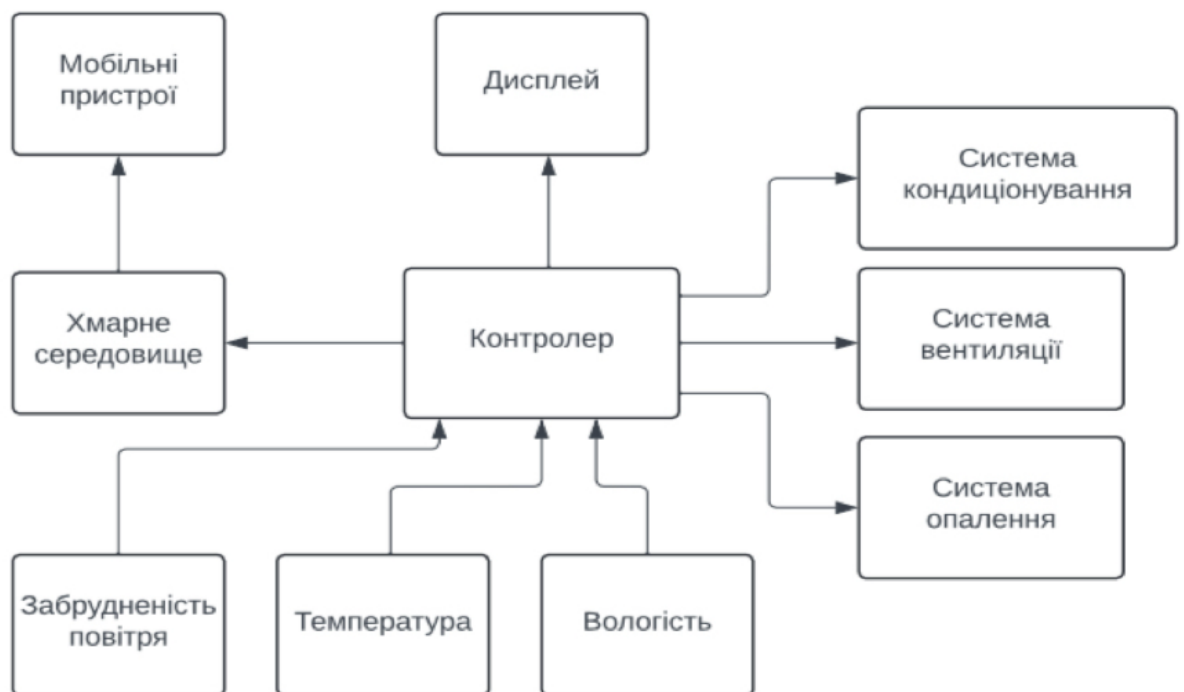 Мобільні
пристрої
Дисплей
Система
кондиціонування
Хмарне
середовище
Контролер
Система
вентиляції
Система
опалення
Забрудненість
повітря
Температура
Вологість